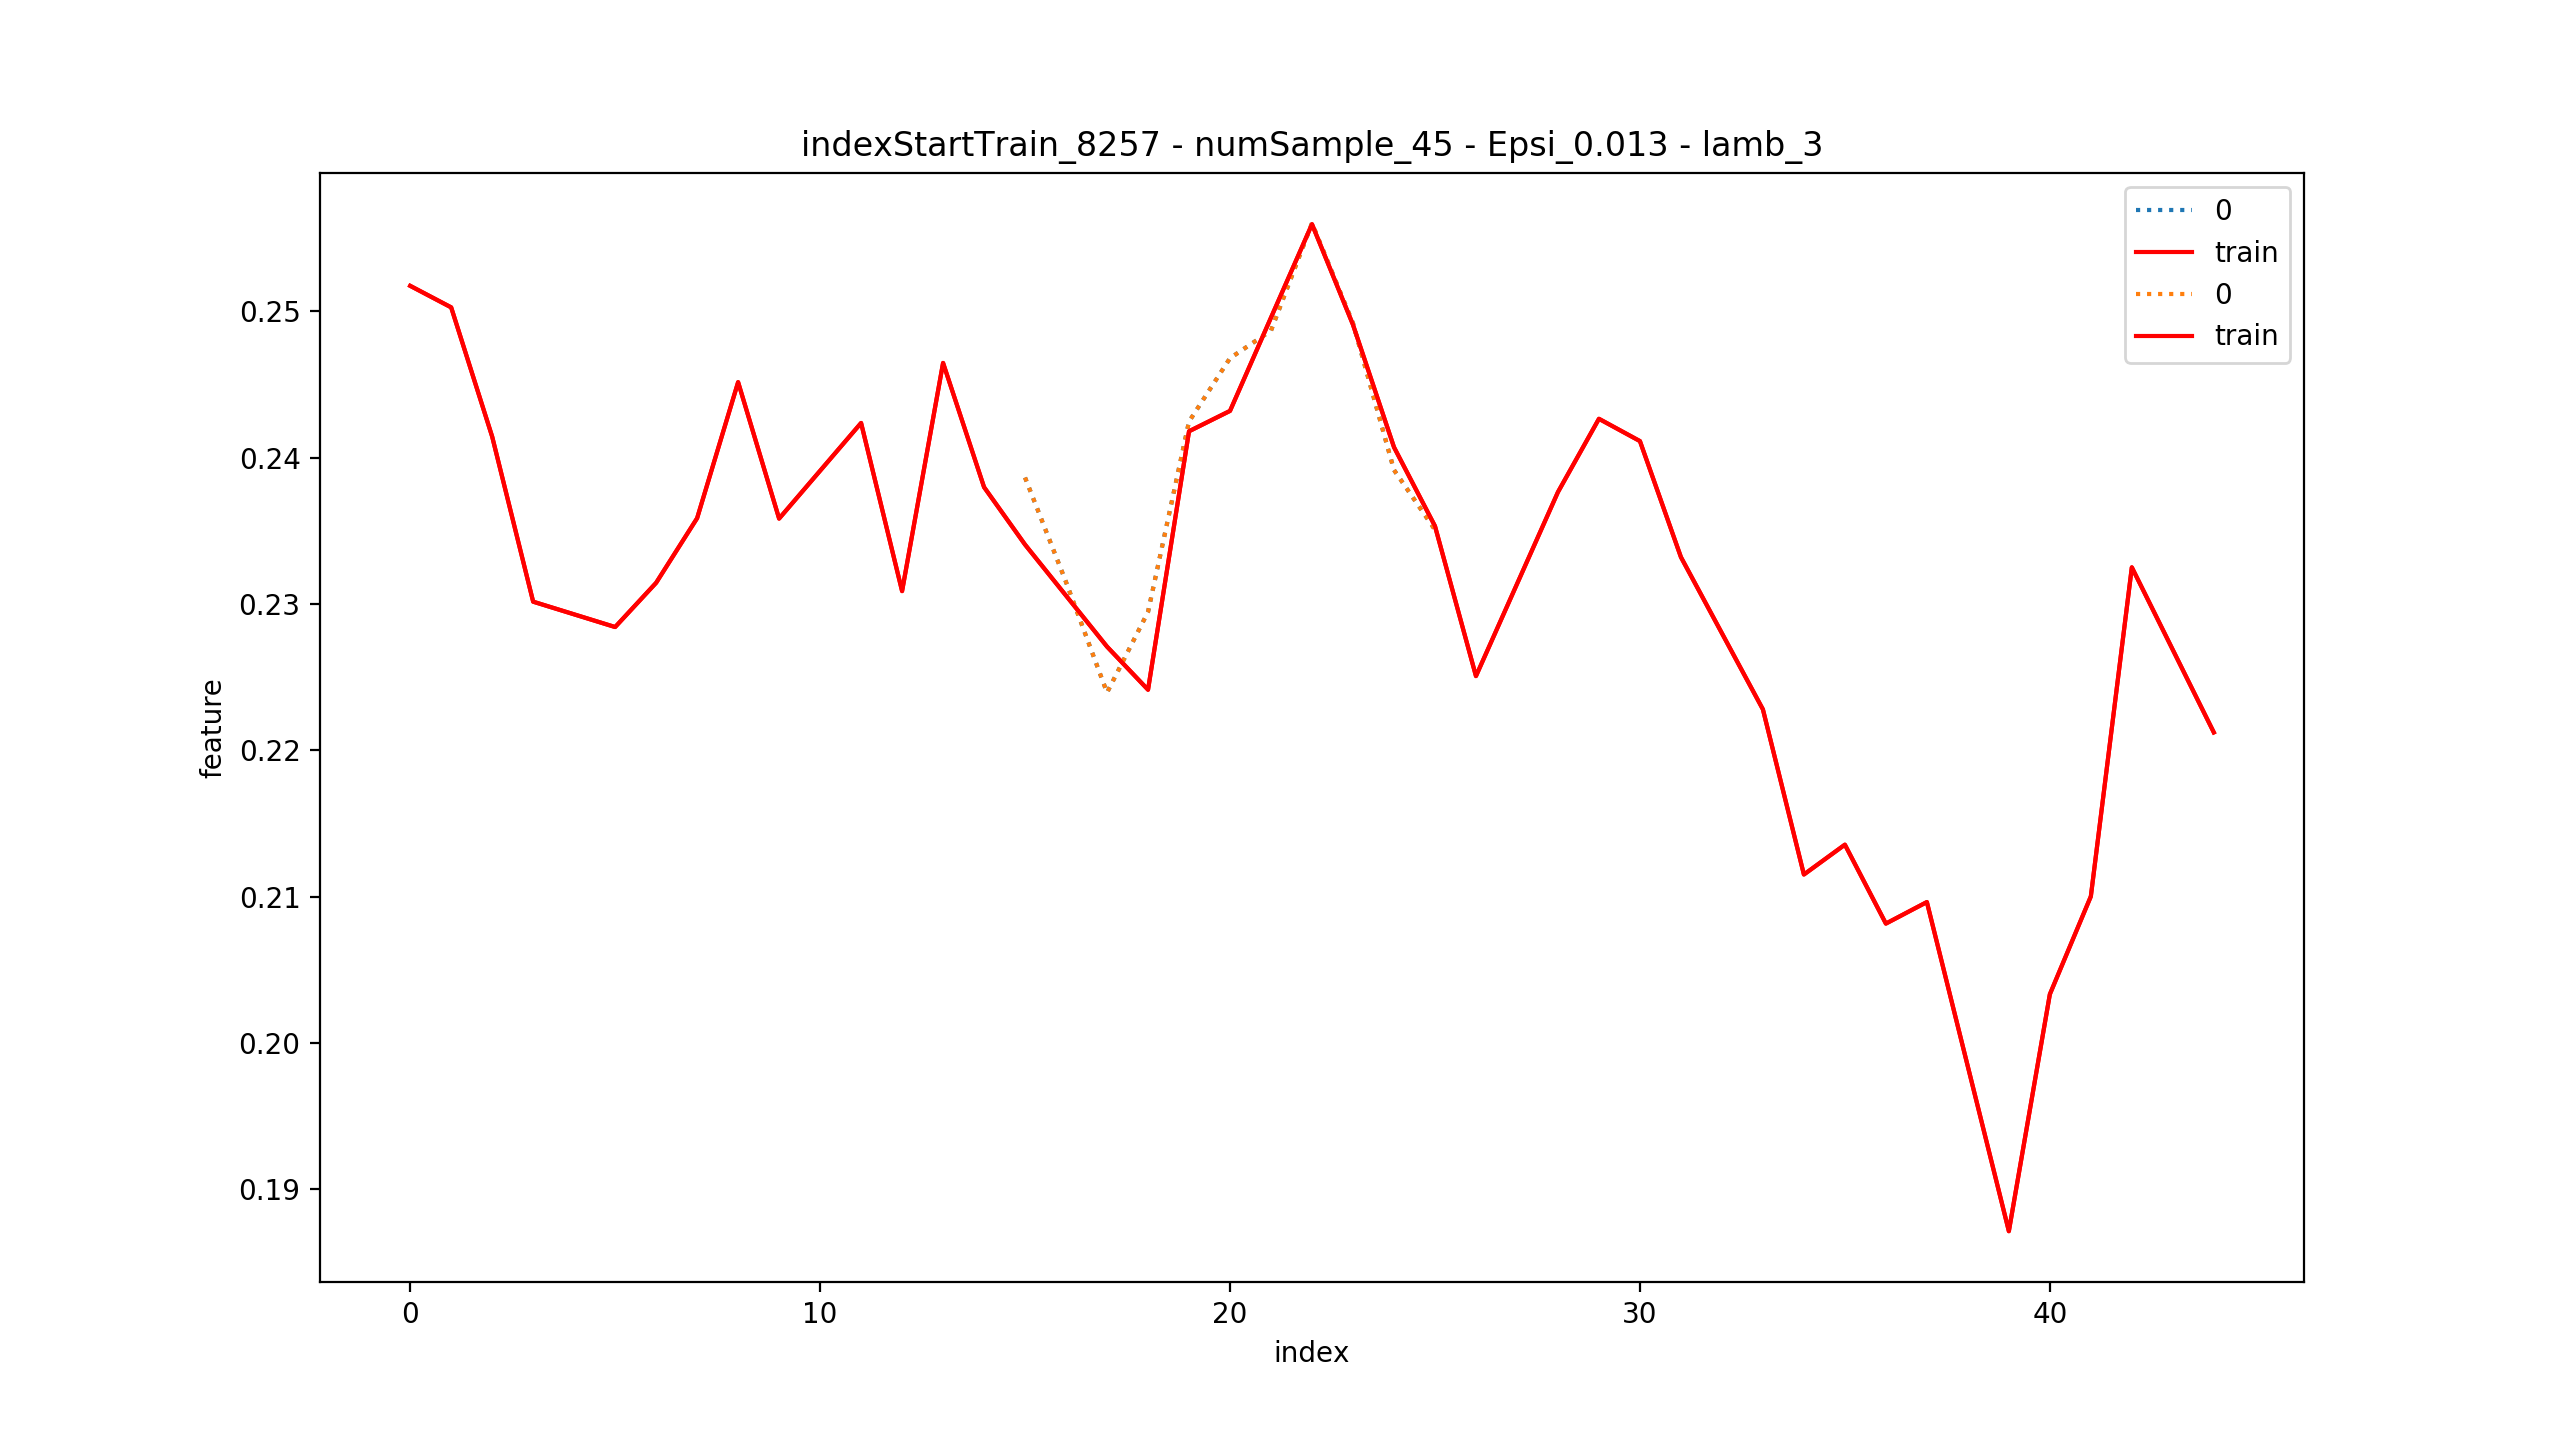 indexStartTrain_8257 - numSample_45 - Epsi_0.013 - lamb_3
0
train
0
train
0.25
0.24
0.23
0.22
0.21
0.20
0.19
feature
0 10 20 30 40
index